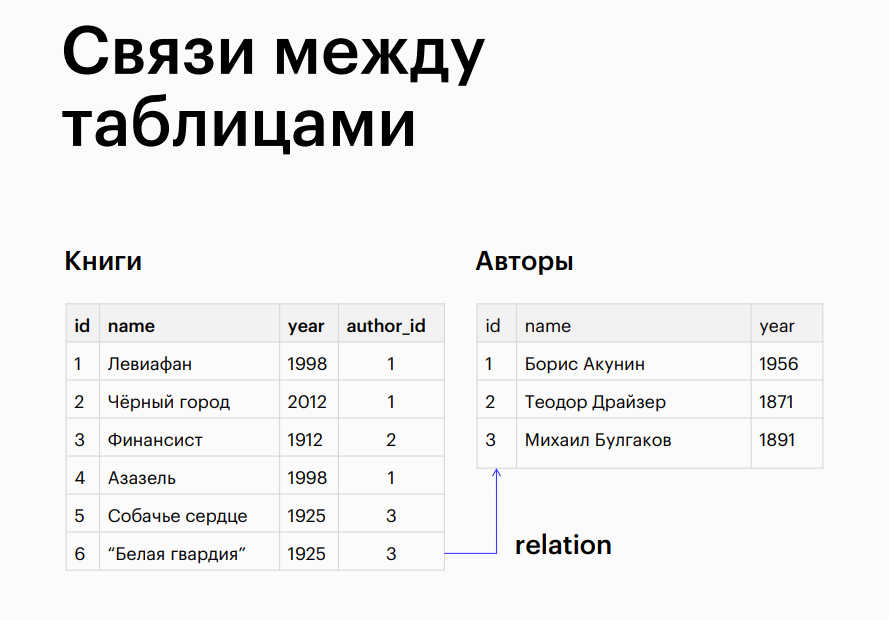 Связи между
таблицами
Книги
id name year author_id
1 Левиафан 1998 1
2 Чёрный город 2012 1
3 Финансист 1912 2
4 Азазель 1998 1
5 Собачье сердце 1925 3
6 “Белая гвардия” 1925 3
Авторы
id name year
1 Борис Акунин 1956
2 Теодор Драйзер 1871
3 Михаил Булгаков 1891
relation